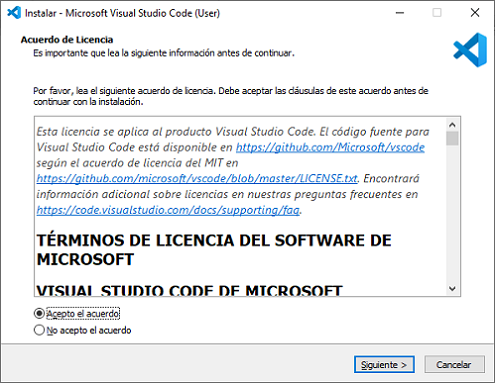 Instalar - Microsoft Visual Studio Code (User)
Acuerdo de Licencia
Es importante que lea la siguiente información antes de continuar.
Por favor, lea el siguiente acuerdo de licencia. Debe aceptar las cláusulas de este acuerdo antes de
continuar con la instalación.
Esta licencia se aplica al producto Visual Studio Code. El código fuente para
Visual Studio Code está disponible en https://github.com/Microsoft/vscode
según el acuerdo de licencia del MIT en
https://github.com/microsoft/vscode/blob/master/LICENSE.txt. Encontrará
información adicional sobre licencias en nuestras preguntas frecuentes en
https://code.visualstudio.com/docs/supporting/faq.
TÉRMINOS DE LICENCIA DEL SOFTWARE DE
MICROSOFT
VISUAL STUDIO CODE DE MICROSOFT
Acepto el acuerdo
No acepto el acuerdo
Siguiente >
Cancelar